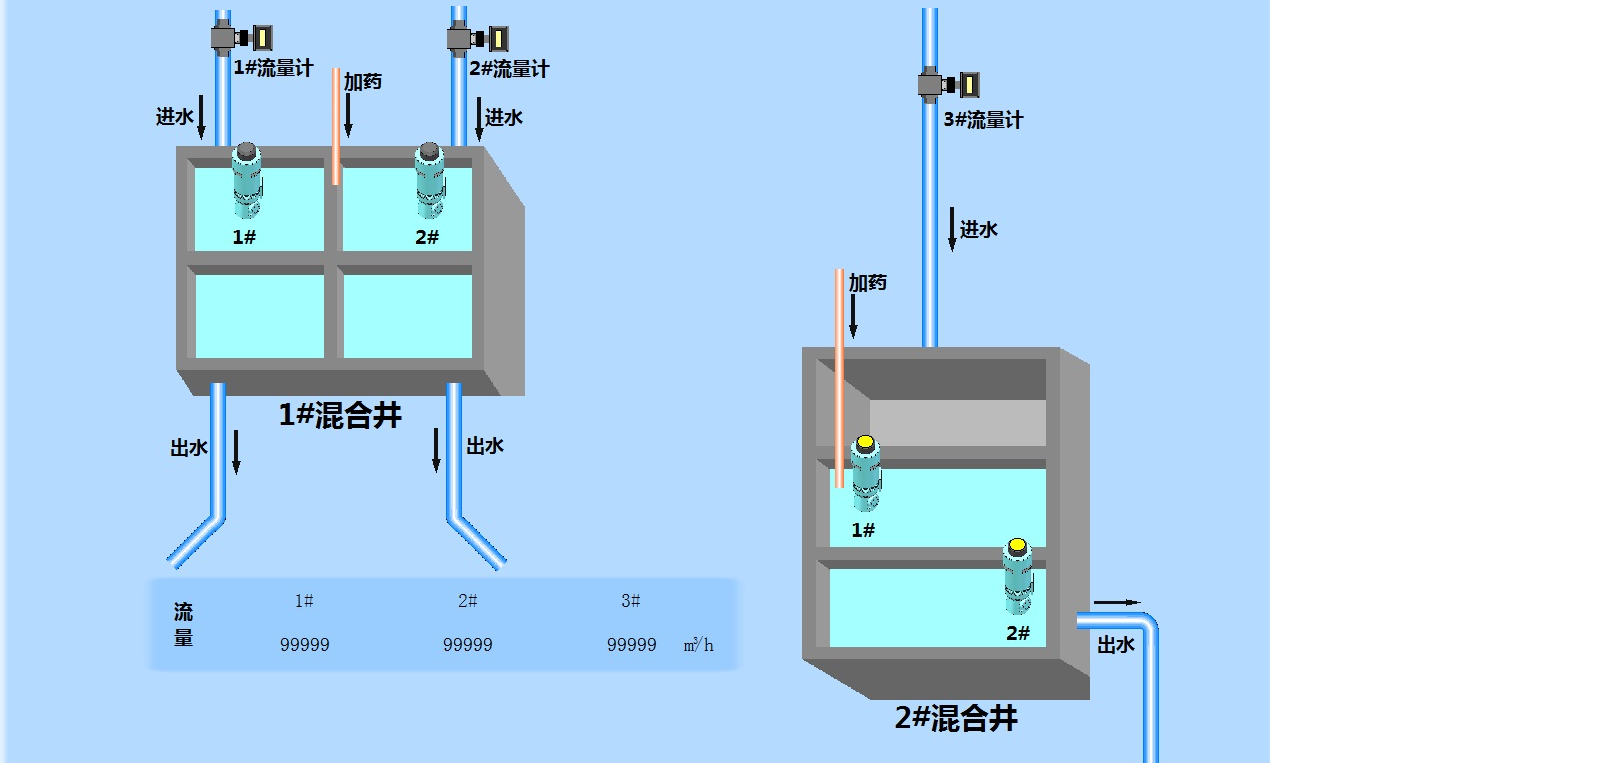 1#流量计
2#流量计
加药
进水
进水
1#
2#
1#混合井
出水
出水
3#流量计
进水
加药
1#
2#
出水
2#混合井
流量
1# 2# 3#
99999 99999 99999 m³/h